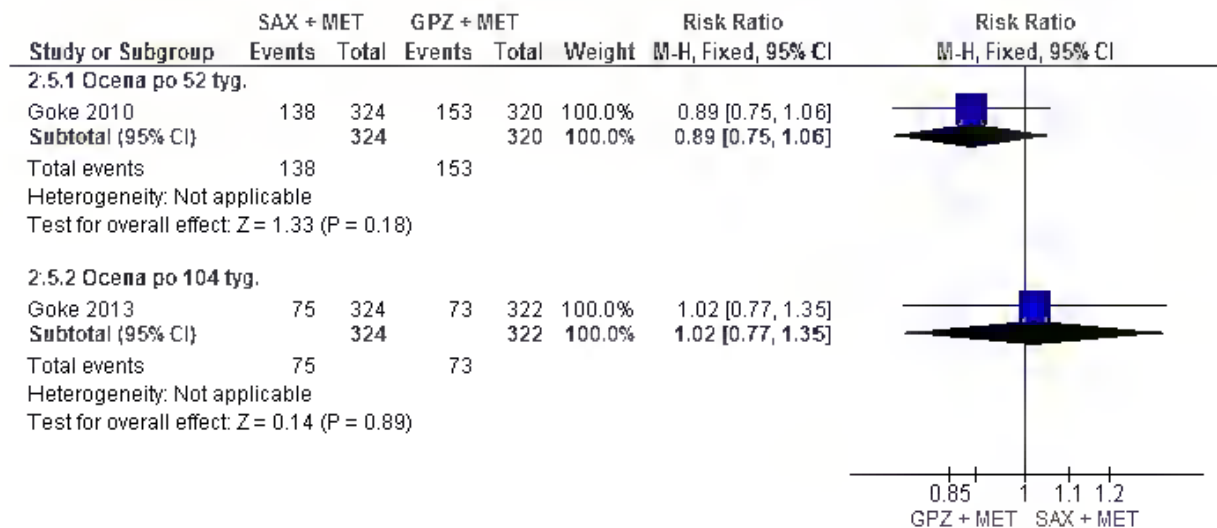 SAX + MET GPZ + MET Risk Ratio Risk Ratio
Study or Subgroup Events Total Events Total Weight M-H, Fixed, 95% CI M-H, Fixed, 95% CI
2.5.1 Ocena po 52 tyg.
Goke 2010 138 324 153 320 100.0% 0.89 [0.75, 1.06]
Subtotal (95% CI) 324 320 100.0% 0.89 [0.75, 1.06]
Total events 138 153
Heterogeneity: Not applicable
Test for overall effect: Z = 1.33 (P = 0.18)
2.5.2 Ocena po 104 tyg.
Goke 2013 75 324 73 322 100.0% 1.02 [0.77, 1.35]
Subtotal (95% CI) 324 322 100.0% 1.02 [0.77, 1.35]
Total events 75 73
Heterogeneity: Not applicable
Test for overall effect: Z = 0.14 (P = 0.89)
0.85 1 1.1 1.2
GPZ + MET SAX + MET